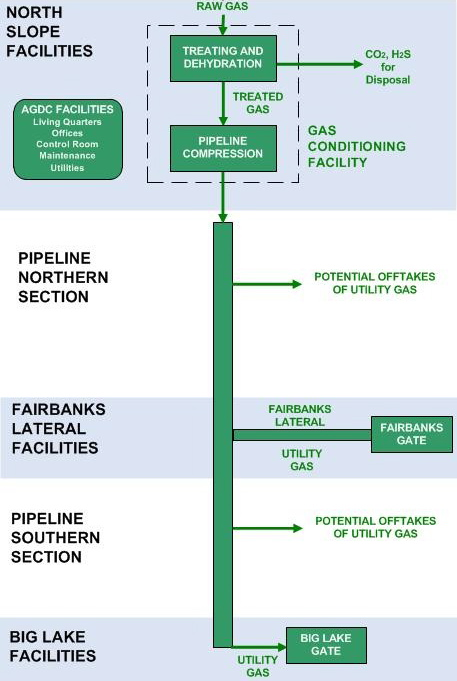 NORTH
SLOPE
FACILITIES
RAW GAS
TREATING AND
DEHYDRATION
CO2, H2S
for
Disposal
TREATED
GAS
AGDC FACILITIES
Living Quarters
Offices
Control Room
Maintenance
Utilities
PIPELINE
COMPRESSION
GAS
CONDITIONING
FACILITY
PIPELINE
NORTHERN
SECTION
POTENTIAL OFFTAKES
OF UTILITY GAS
FAIRBANKS
LATERAL
FACILITIES
FAIRBANKS
LATERAL
UTILITY
GAS
FAIRBANKS
GATE
PIPELINE
SOUTHERN
SECTION
POTENTIAL OFFTAKES
OF UTILITY GAS
BIG LAKE
FACILITIES
UTILITY
GAS
BIG LAKE
GATE